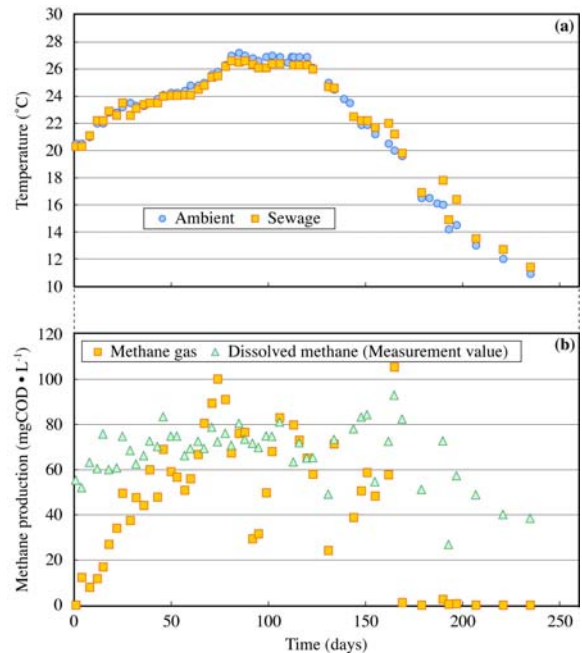 (a)
30
28
26
24
22
20
18
16
14
12
10
Temperature (˚C)
Ambient Sewage
(b)
120
100
80
60
40
20
0
Methane production (mgCOD • L⁻¹)
Methane gas Dissolved methane (Measurement value)
0 50 100 150 200 250
Time (days)